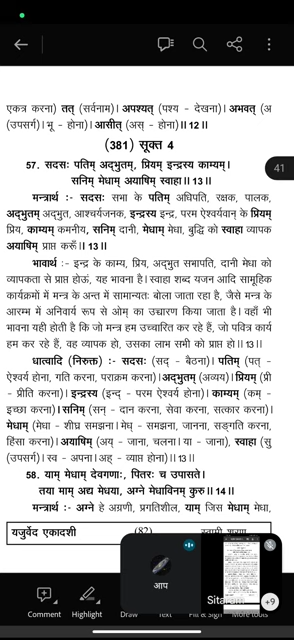 41
एकत्र करना) तत् (सर्वनाम)। अपश्यत् (पश्य - देखना)। अभवत् (अ
(उपसर्ग)। भू - होना)। आसीत् (अस् - होना)॥12॥
(381) सूक्त 4
57. सदसः पतिम् अद्भुतम्, प्रियम् इन्द्रस्य काम्यम्।
सनिम् मेधाम् अयाषिम् स्वाहा॥13॥
मन्त्रार्थ :- सदसः सभा के पतिम् अधिपति, रक्षक, पालक,
अद्भुतम् अद्भुत, आश्चर्यजनक, इन्द्रस्य इन्द्र, परम ऐश्वर्यवान् के प्रियम्
प्रिय, काम्यम् कमनीय, सनिम् दानी, मेधाम् मेधा, बुद्धि को स्वाहा व्यापक
अयाषिम् प्राप्त करूँ।13॥
भावार्थ :- इन्द्र के काम्य, प्रिय, अद्भुत सभापति, दानी मेधा को
व्यापकता से प्राप्त होऊं, यह भावना है। स्वाहा शब्द यजन आदि सामूहिक
कार्यक्रमों में मन्त्र के अन्त में सामान्यतः बोला जाता रहा है, जैसे मन्त्र के
आरम्भ में अनिवार्य रूप से ओम् का उच्चारण किया जाता है। वहाँ भी
भावना यही होती है कि जो मन्त्र हम उच्चारित कर रहे हैं, जो पवित्र कार्य
हम कर रहे हैं, वह व्यापक हो, उसका लाभ सभी को प्राप्त हो॥13॥
धात्वादि (निरुक्त) :- सदसः (सद् - बैठना)। पतिम् (पत् -
ऐश्वर्य होना, गति करना, पराक्रम करना)। अद्भुतम् (अव्यय)। प्रियम् (प्री
- प्रीति करना)। इन्द्रस्य (इन्द् - परम ऐश्वर्य होना)। काम्यम् (कम् -
इच्छा करना)। सनिम् (सन् - दान करना, सेवा करना, सत्कार करना)।
मेधाम् (मेधा - शीघ्र समझना। मेध् - समझना, जानना, सङ्गति करना,
हिंसा करना)। अयाषिम् (अय् - जाना, चलना। या - जाना), स्वाहा (सु
(उपसर्ग)। स्व - अपना। अह् - व्याप्त होना)॥13॥
58. याम् मेधाम् देवगणाः, पितरः च उपासते।
तया माम् अद्य मेधया, अग्ने मेधाविनम् कुरु॥14॥
मन्त्रार्थ - अग्ने हे अग्रणी, प्रगतिशील, याम् जिस मेधाम् मेधा,
यजुर्वेद एकादशी (82)
आप
Sitaram
+9
Comment Highlight Draw Text Fill & Sign More tools